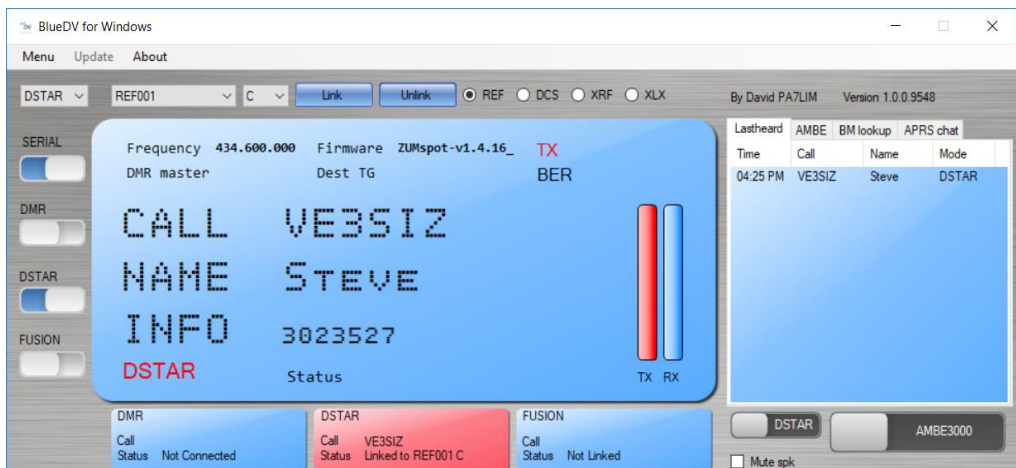 BlueDV for Windows
Menu Update About
DSTAR REF001 C Link Unlink REF DCS XRF XLX By David PA7LIM Version 1.0.0.9548
SERIAL
DMR
DSTAR
FUSION
Frequency 434.600.000 Firmware ZUMspot-v1.4.16_ TX
DMR master Dest TG BER
CALL VE3SIZ
NAME STEVE
INFO 3023527
DSTAR Status TX RX
Lastheard AMBE BM lookup APRS chat
Time Call Name Mode
04:25 PM VE3SIZ Steve DSTAR
DMR
Call
Status Not Connected
DSTAR
Call VE3SIZ
Status Linked to REF001 C
FUSION
Call
Status Not Linked
DSTAR AMBE3000
Mute spk